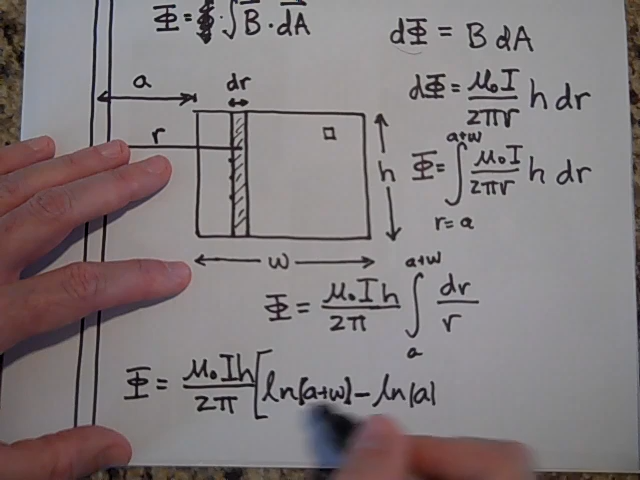 Φ = ∫ B⃗ · dA⃗
dΦ = B dA
a
dr
dΦ = μ₀I/2πr h dr
r
h
Φ = ∫_{r=a}^{a+w} μ₀I/2πr h dr
w
Φ = μ₀Ih/2π ∫_{a}^{a+w} dr/r
Φ = μ₀Ih/2π [ln|a+w| - ln|a|